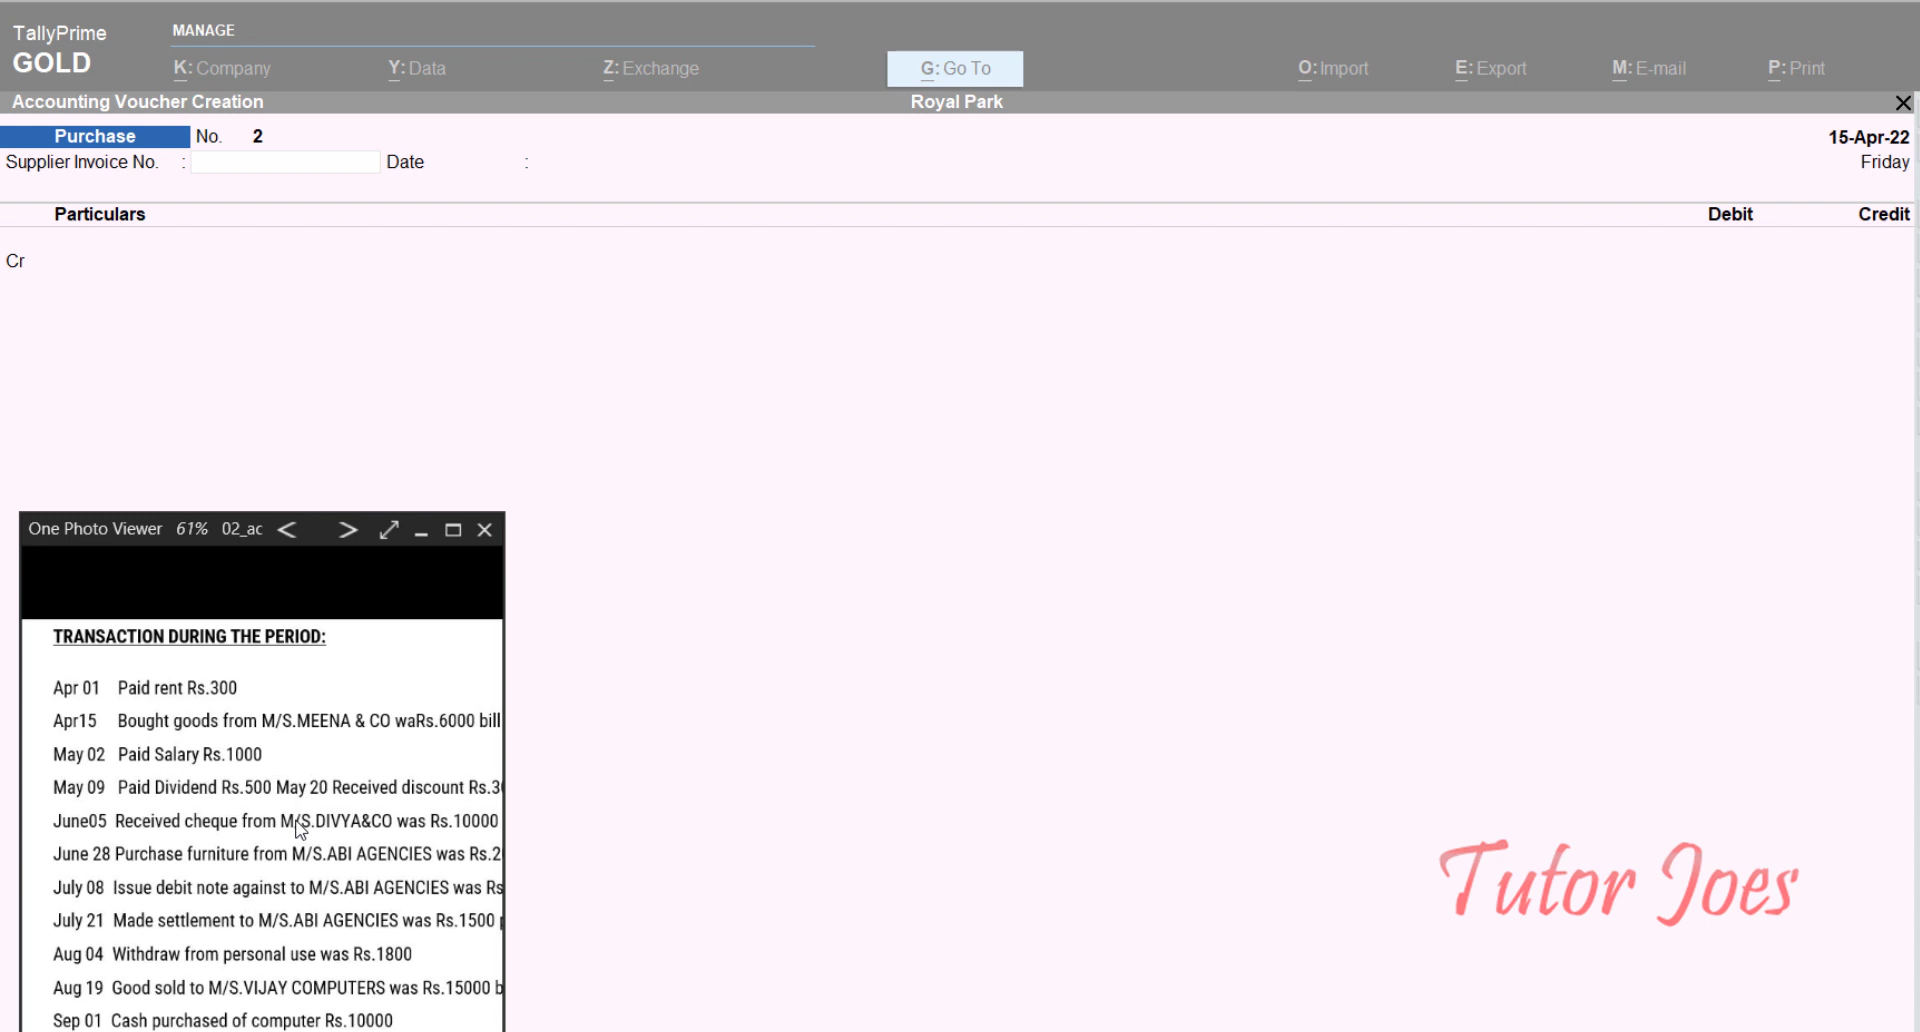 TallyPrime
GOLD
MANAGE
K: Company Y: Data Z: Exchange G: Go To O: Import E: Export M: E-mail P: Print
Accounting Voucher Creation Royal Park
Purchase No. 2 15-Apr-22
Supplier Invoice No. : Date : Friday
Particulars Debit Credit
Cr
One Photo Viewer 61% 02_ac
TRANSACTION DURING THE PERIOD:
Apr 01 Paid rent Rs.300
Apr15 Bought goods from M/S.MEENA & CO waRs.6000 bill
May 02 Paid Salary Rs.1000
May 09 Paid Dividend Rs.500 May 20 Received discount Rs.3
June05 Received cheque from M/S.DIVYA&CO was Rs.10000
June 28 Purchase furniture from M/S.ABI AGENCIES was Rs.2
July 08 Issue debit note against to M/S.ABI AGENCIES was Rs
July 21 Made settlement to M/S.ABI AGENCIES was Rs.1500
Aug 04 Withdraw from personal use was Rs.1800
Aug 19 Good sold to M/S.VIJAY COMPUTERS was Rs.15000 b
Sep 01 Cash purchased of computer Rs.10000
Tutor Joes